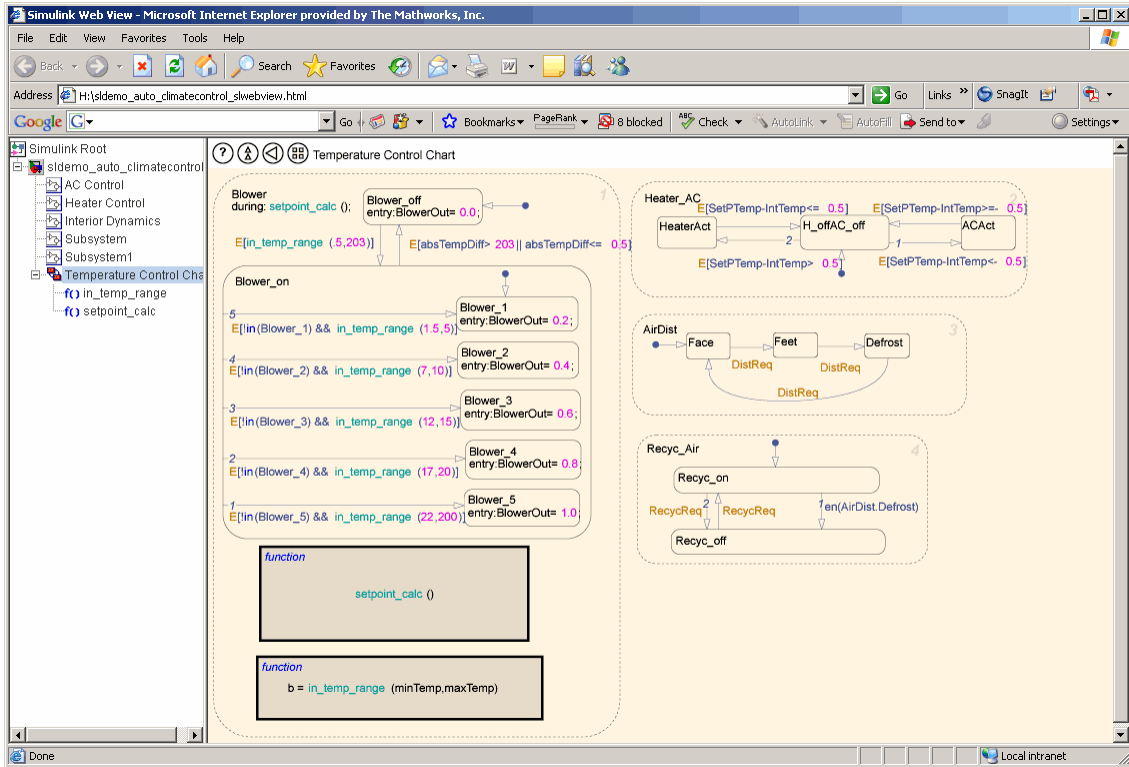 Simulink Web View - Microsoft Internet Explorer provided by The Mathworks, Inc.
File Edit View Favorites Tools Help
Back Search Favorites
Address H:\sldemo_auto_climatecontrol_slwebview.html Go Links » SnagIt
Google G Go Bookmarks PageRank 8 blocked ABC Check AutoLink AutoFill Send to Settings
Simulink Root
sldemo_auto_climatecontrol
AC Control
Heater Control
Interior Dynamics
Subsystem
Subsystem1
Temperature Control Cha
f() in_temp_range
f() setpoint_calc
? Temperature Control Chart
1
Blower
during: setpoint_calc ();
Blower_off
entry:BlowerOut= 0.0;
E[in_temp_range (.5,203)]
E[absTempDiff> 203 || absTempDiff<= 0.5]
Blower_on
5
E[!in(Blower_1) && in_temp_range (1.5,5)]
Blower_1
entry:BlowerOut= 0.2;
4
E[!in(Blower_2) && in_temp_range (7,10)]
Blower_2
entry:BlowerOut= 0.4;
3
E[!in(Blower_3) && in_temp_range (12,15)]
Blower_3
entry:BlowerOut= 0.6;
2
E[!in(Blower_4) && in_temp_range (17,20)]
Blower_4
entry:BlowerOut= 0.8;
1
E[!in(Blower_5) && in_temp_range (22,200)]
Blower_5
entry:BlowerOut= 1.0;
function
setpoint_calc ()
function
b = in_temp_range (minTemp,maxTemp)
Heater_AC
2
E[SetPTemp-IntTemp<= 0.5]
E[SetPTemp-IntTemp>=- 0.5]
HeaterAct
H_offAC_off
ACAct
2
1
E[SetPTemp-IntTemp> 0.5]
E[SetPTemp-IntTemp<- 0.5]
AirDist
3
Face
Feet
Defrost
DistReq
DistReq
DistReq
Recyc_Air
4
Recyc_on
RecycReq
2
RecycReq
1
en(AirDist.Defrost)
Recyc_off
Done
Local intranet